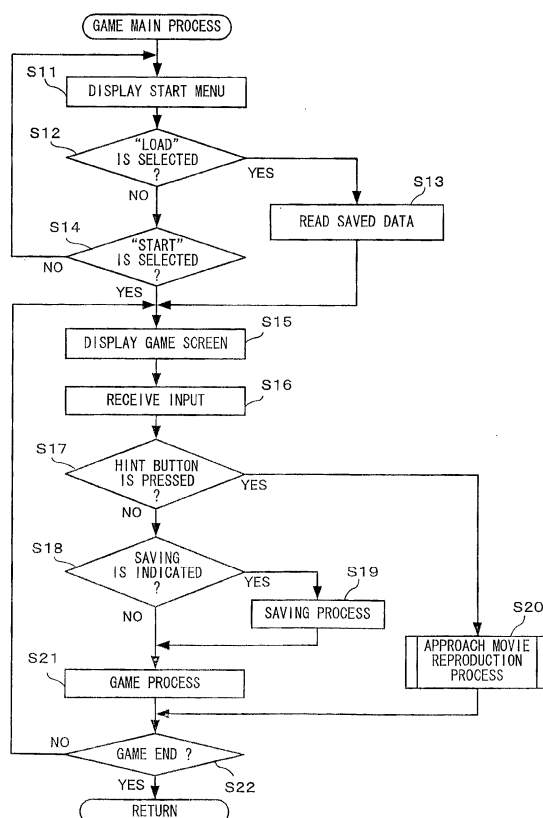 GAME MAIN PROCESS
S11
DISPLAY START MENU
S12
"LOAD"
IS SELECTED
?
YES
NO
S13
READ SAVED DATA
S14
"START"
IS SELECTED
?
NO
YES
S15
DISPLAY GAME SCREEN
S16
RECEIVE INPUT
S17
HINT BUTTON
IS PRESSED
?
YES
NO
S18
SAVING
IS INDICATED
?
YES
NO
S19
SAVING PROCESS
S20
APPROACH MOVIE
REPRODUCTION
PROCESS
S21
GAME PROCESS
NO
GAME END ?
YES
S22
RETURN